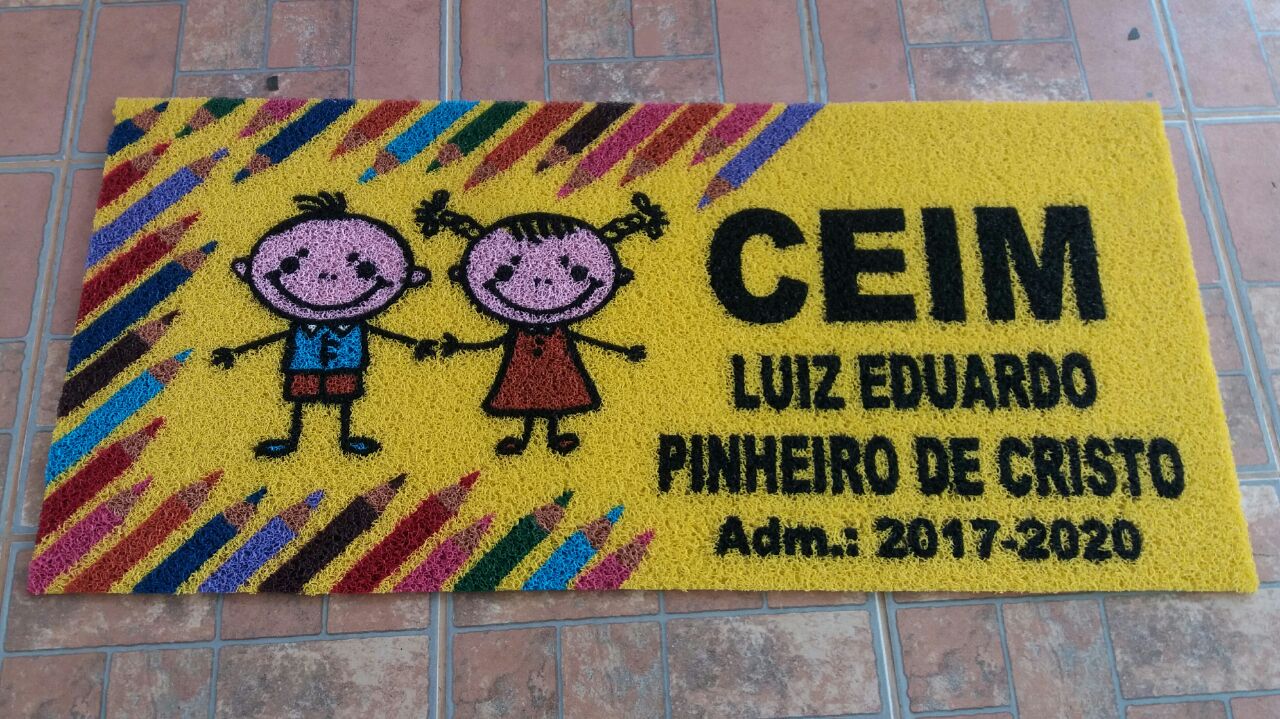 CEIM
LUIZ EDUARDO
PINHEIRO DE CRISTO
Adm.: 2017-2020